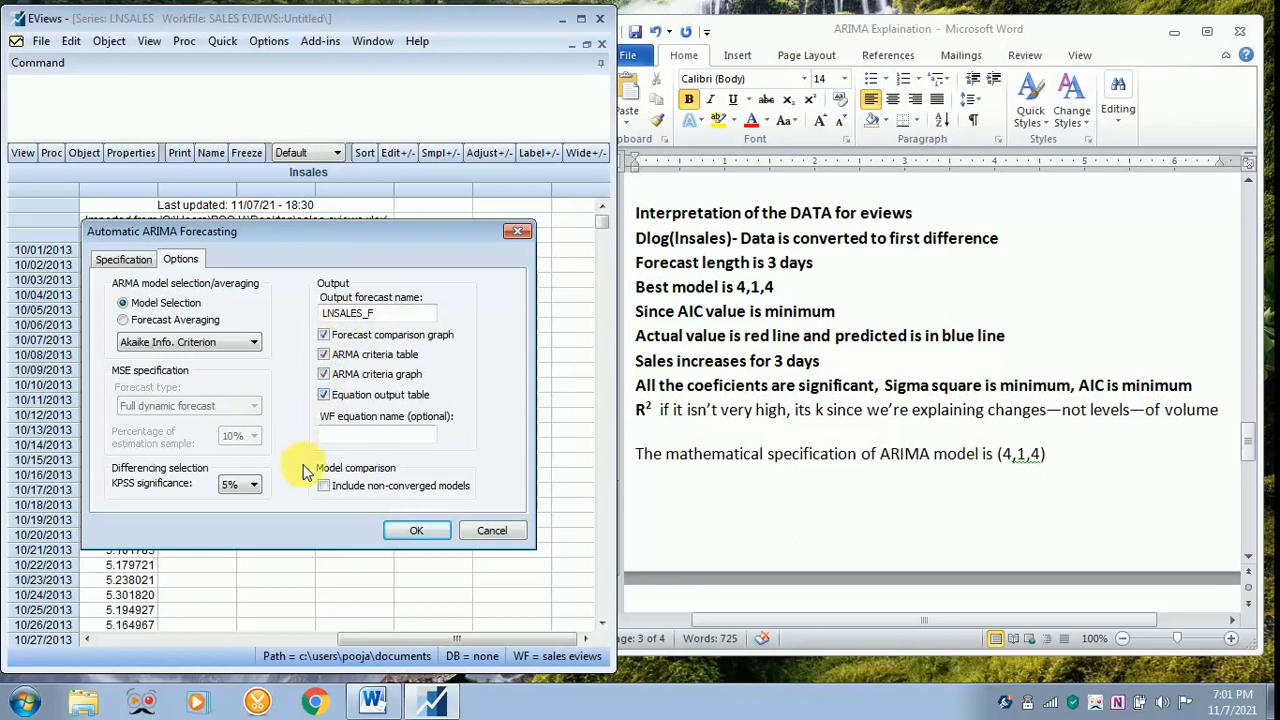 EViews - [Series: LNSALES Workfile: SALES EVIEWS::Untitled\]
File Edit Object View Proc Quick Options Add-ins Window Help
Command
View Proc Object Properties Print Name Freeze Default Sort Edit+/- Smpl+/- Adjust+/- Label+/- Wide+/-
lnsales
Last updated: 11/07/21 - 18:30
10/01/2013
10/02/2013
10/03/2013
10/04/2013
10/05/2013
10/06/2013
10/07/2013
10/08/2013
10/09/2013
10/10/2013
10/11/2013
10/12/2013
10/13/2013
10/14/2013
10/15/2013
10/16/2013
10/17/2013
10/18/2013
10/19/2013
10/20/2013
10/21/2013
10/22/2013 5.179721
10/23/2013 5.238021
10/24/2013 5.301820
10/25/2013 5.194927
10/26/2013 5.164967
10/27/2013
Automatic ARIMA Forecasting
Specification Options
ARMA model selection/averaging
Model Selection
Forecast Averaging
Akaike Info. Criterion
MSE specification
Forecast type:
Full dynamic forecast
Percentage of
estimation sample: 10%
Differencing selection
KPSS significance: 5%
Output
Output forecast name:
LNSALES_F
Forecast comparison graph
ARMA criteria table
ARMA criteria graph
Equation output table
WF equation name (optional):
Model comparison
Include non-converged models
OK Cancel
Path = c:\users\pooja\documents DB = none WF = sales eviews
ARIMA Explaination - Microsoft Word
File Home Insert Page Layout References Mailings Review View
Calibri (Body) 14
Paste
Quick Styles
Change Styles
Editing
Font Paragraph Styles
1 2 3 4 5 6
Interpretation of the DATA for eviews
Dlog(lnsales)- Data is converted to first difference
Forecast length is 3 days
Best model is 4,1,4
Since AIC value is minimum
Actual value is red line and predicted is in blue line
Sales increases for 3 days
All the coeficients are significant, Sigma square is minimum, AIC is minimum
R² if it isn't very high, its k since we're explaining changes—not levels—of volume
The mathematical specification of ARIMA model is (4,1,4)
age: 3 of 4 Words: 725 100%
7:01 PM
11/7/2021